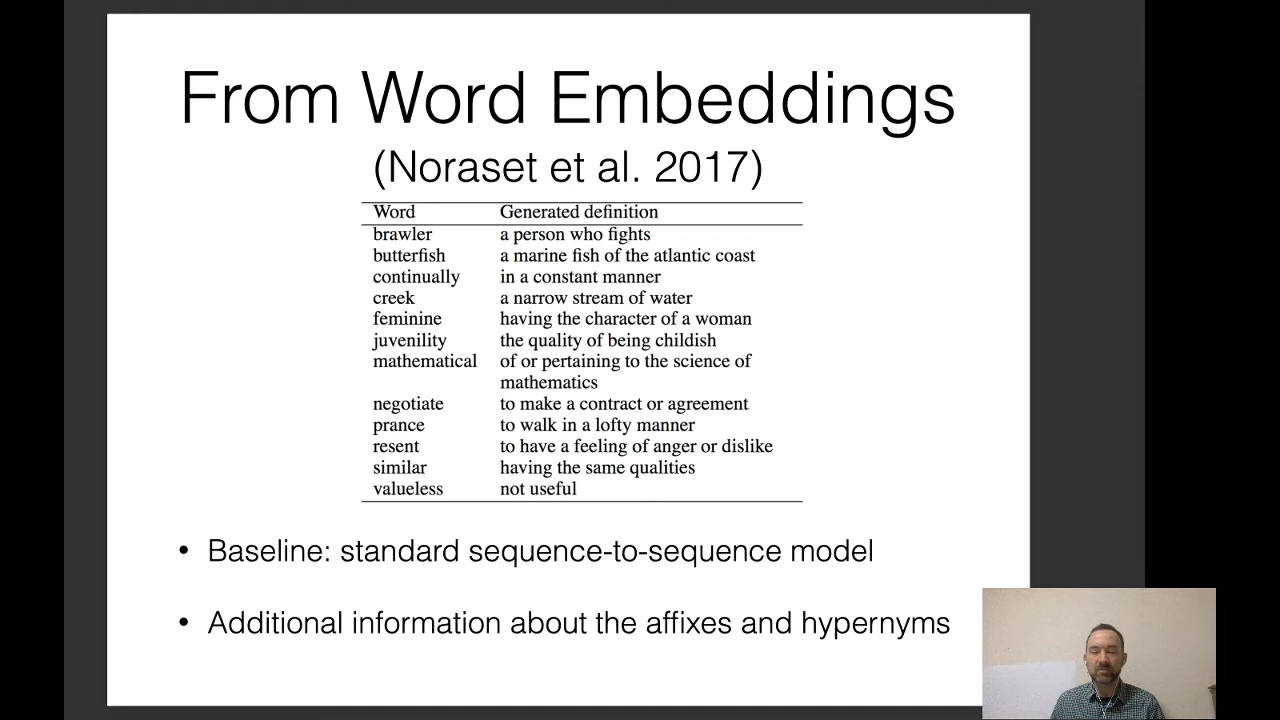 From Word Embeddings
(Noraset et al. 2017)
Word Generated definition
brawler a person who fights
butterfish a marine fish of the atlantic coast
continually in a constant manner
creek a narrow stream of water
feminine having the character of a woman
juvenility the quality of being childish
mathematical of or pertaining to the science of
mathematics
negotiate to make a contract or agreement
prance to walk in a lofty manner
resent to have a feeling of anger or dislike
similar having the same qualities
valueless not useful
• Baseline: standard sequence-to-sequence model
• Additional information about the affixes and hypernyms